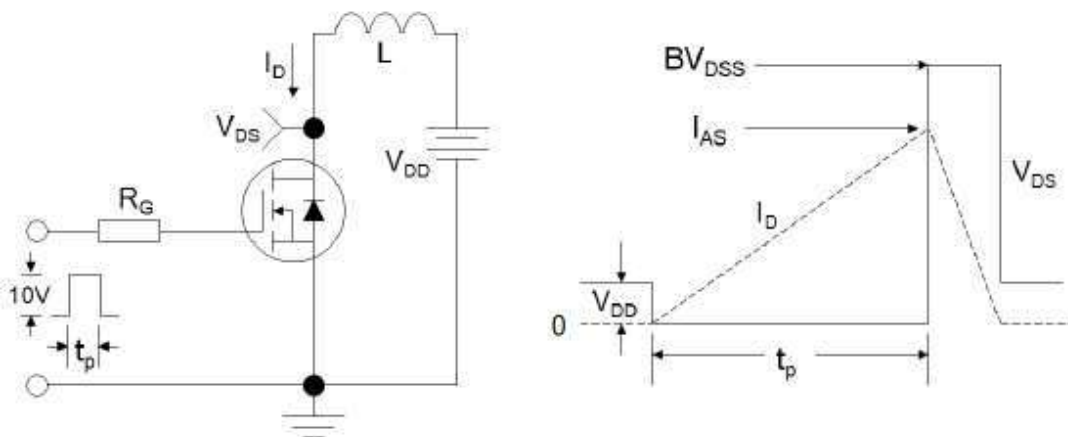 L
I_D
V_DS
V_DD
R_G
10V
t_p
BV_DSS
I_AS
V_DS
I_D
V_DD
0
t_p